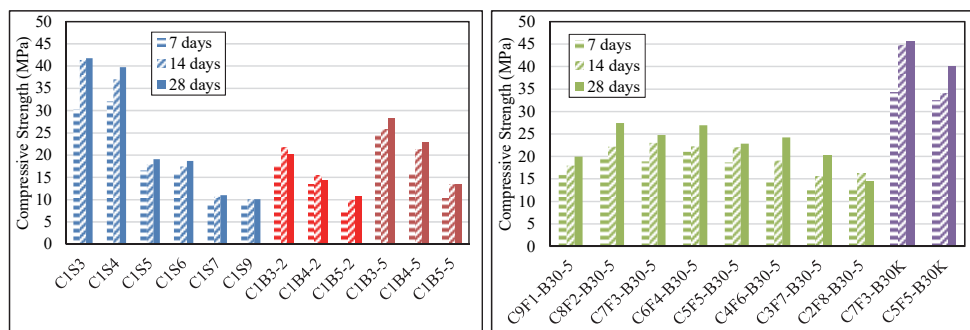 50
45
40
35
30
25
20
15
10
5
0
Compressive Strength (MPa)
7 days
14 days
28 days
C1S3
C1S4
C1S5
C1S6
C1S7
C1S9
C1B3-2
C1B4-2
C1B5-2
C1B3-5
C1B4-5
C1B5-5
50
45
40
35
30
25
20
15
10
5
0
Compressive Strength (MPa)
7 days
14 days
28 days
C9F1-B30-5
C8F2-B30-5
C7F3-B30-5
C6F4-B30-5
C5F5-B30-5
C4F6-B30-5
C3F7-B30-5
C2F8-B30-5
C7F3-B30K
C5F5-B30K